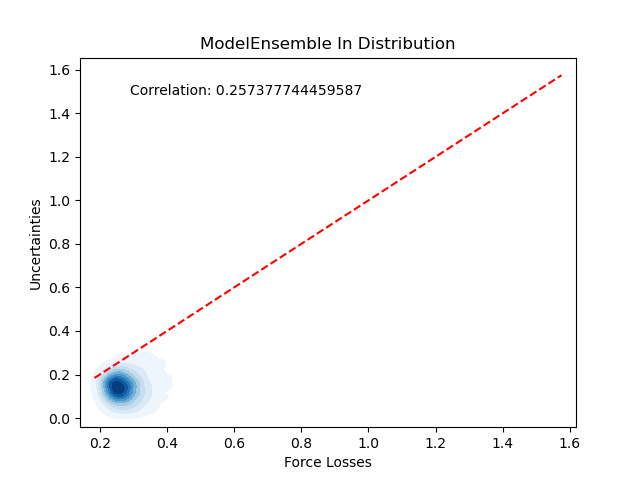 ModelEnsemble In Distribution
Correlation: 0.257377744459587
Uncertainties
1.6
1.4
1.2
1.0
0.8
0.6
0.4
0.2
0.0
0.2 0.4 0.6 0.8 1.0 1.2 1.4 1.6
Force Losses